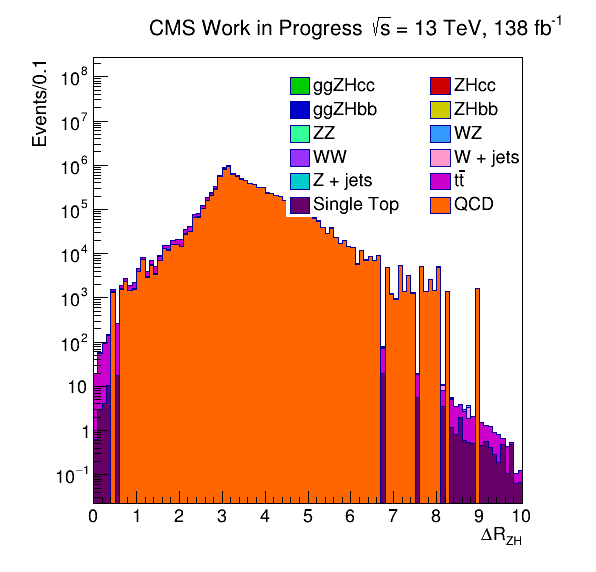 CMS Work in Progress √s = 13 TeV, 138 fb⁻¹
Events/0.1
10⁸
10⁷
10⁶
10⁵
10⁴
10³
10²
10
1
10⁻¹
ggZHcc ZHcc
ggZHbb ZHbb
ZZ WZ
WW W + jets
Z + jets tt̄
Single Top QCD
0 1 2 3 4 5 6 7 8 9 10
ΔR_ZH